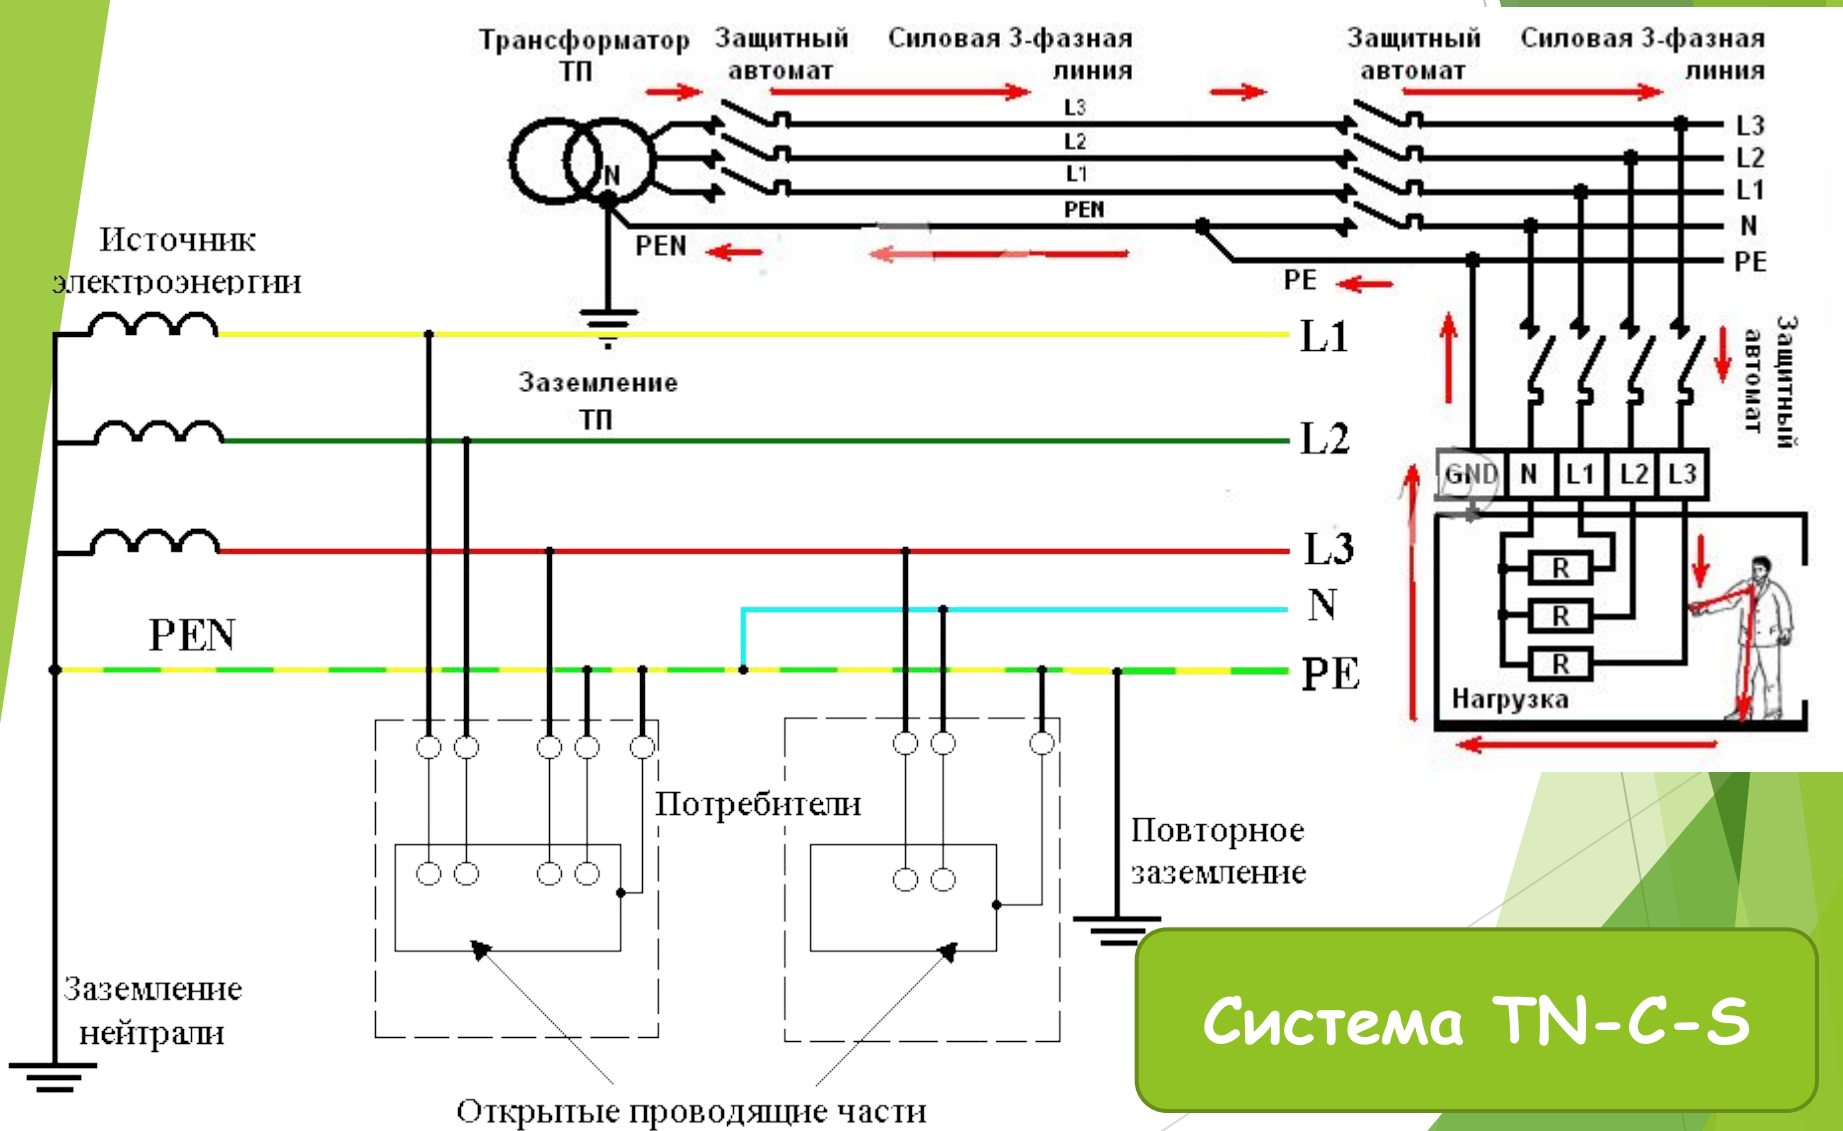 Трансформатор
ТП
Защитный
автомат
Силовая 3-фазная
линия
Защитный
автомат
Силовая 3-фазная
линия
L3
L2
L1
PEN
N
PEN
L3
L2
L1
N
PE
PE
Источник
электроэнергии
L1
Заземление
ТП
L2
L3
N
PEN
PE
Защитный
автомат
GND N L1 L2 L3
R
R
R
Нагрузка
Потребители
Повторное
заземление
Заземление
нейтрали
Открытые проводящие части
Система TN-C-S